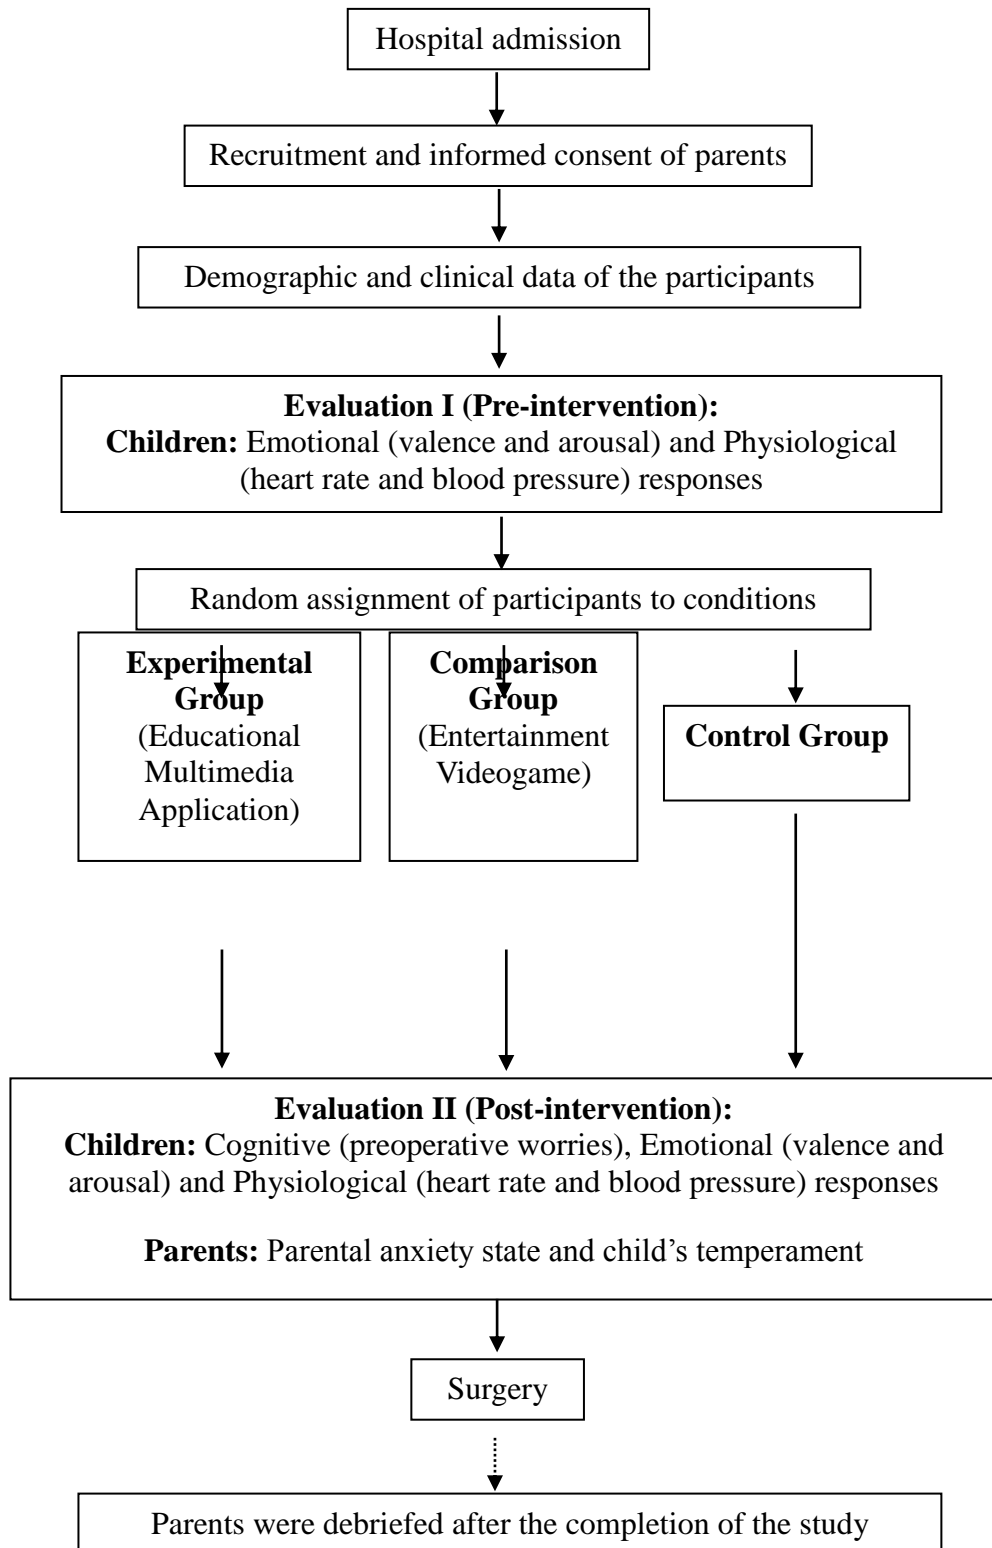 Hospital admission
Recruitment and informed consent of parents
Demographic and clinical data of the participants
Evaluation I (Pre-intervention):
Children: Emotional (valence and arousal) and Physiological
(heart rate and blood pressure) responses
Random assignment of participants to conditions
Experimental
Group
(Educational
Multimedia
Application)
Comparison
Group
(Entertainment
Videogame)
Control Group
Evaluation II (Post-intervention):
Children: Cognitive (preoperative worries), Emotional (valence and
arousal) and Physiological (heart rate and blood pressure) responses
Parents: Parental anxiety state and child’s temperament
Surgery
Parents were debriefed after the completion of the study